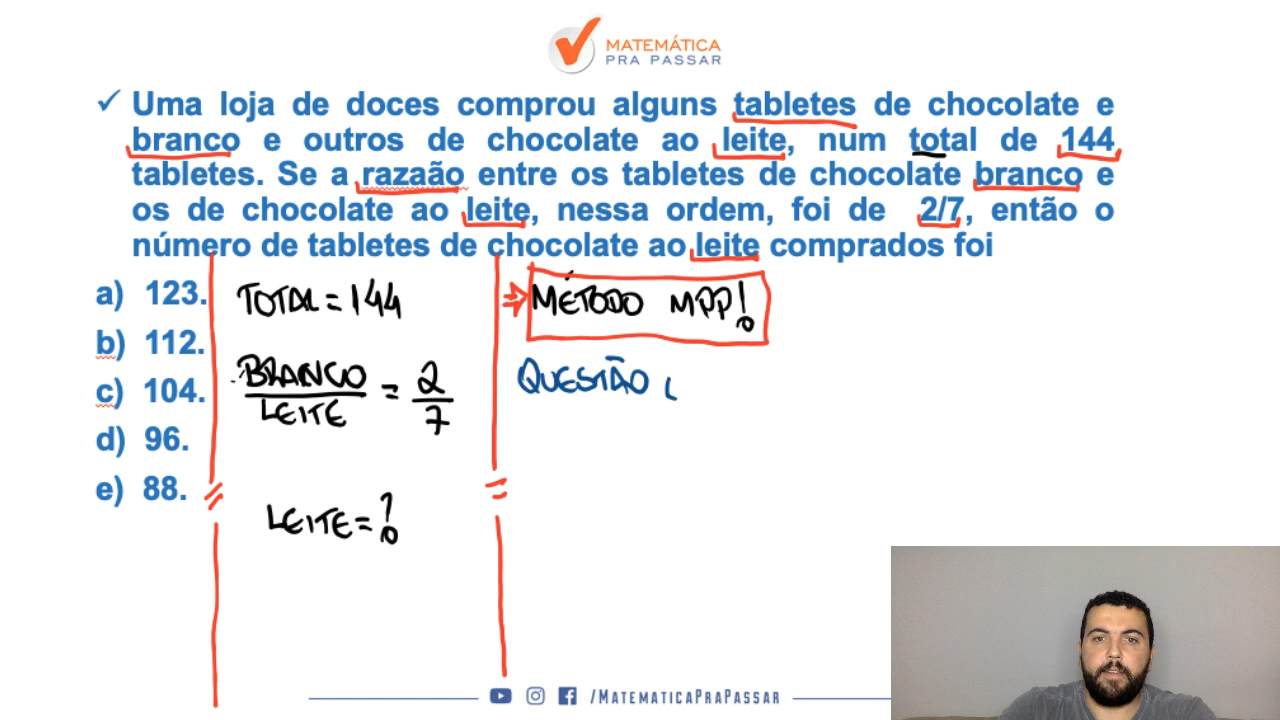 MATEMÁTICA
PRA PASSAR
✓ Uma loja de doces comprou alguns tabletes de chocolate e
branco e outros de chocolate ao leite, num total de 144
tabletes. Se a razaão entre os tabletes de chocolate branco e
os de chocolate ao leite, nessa ordem, foi de 2/7, então o
número de tabletes de chocolate ao leite comprados foi
a) 123.
b) 112.
c) 104.
d) 96.
e) 88.
TOTAL = 144
BRANCO/LEITE = 2/7
LEITE = ?
⇒ MÉTODO MPP!
QUESTÃO (
/MATEMATICAPRAPASSAR